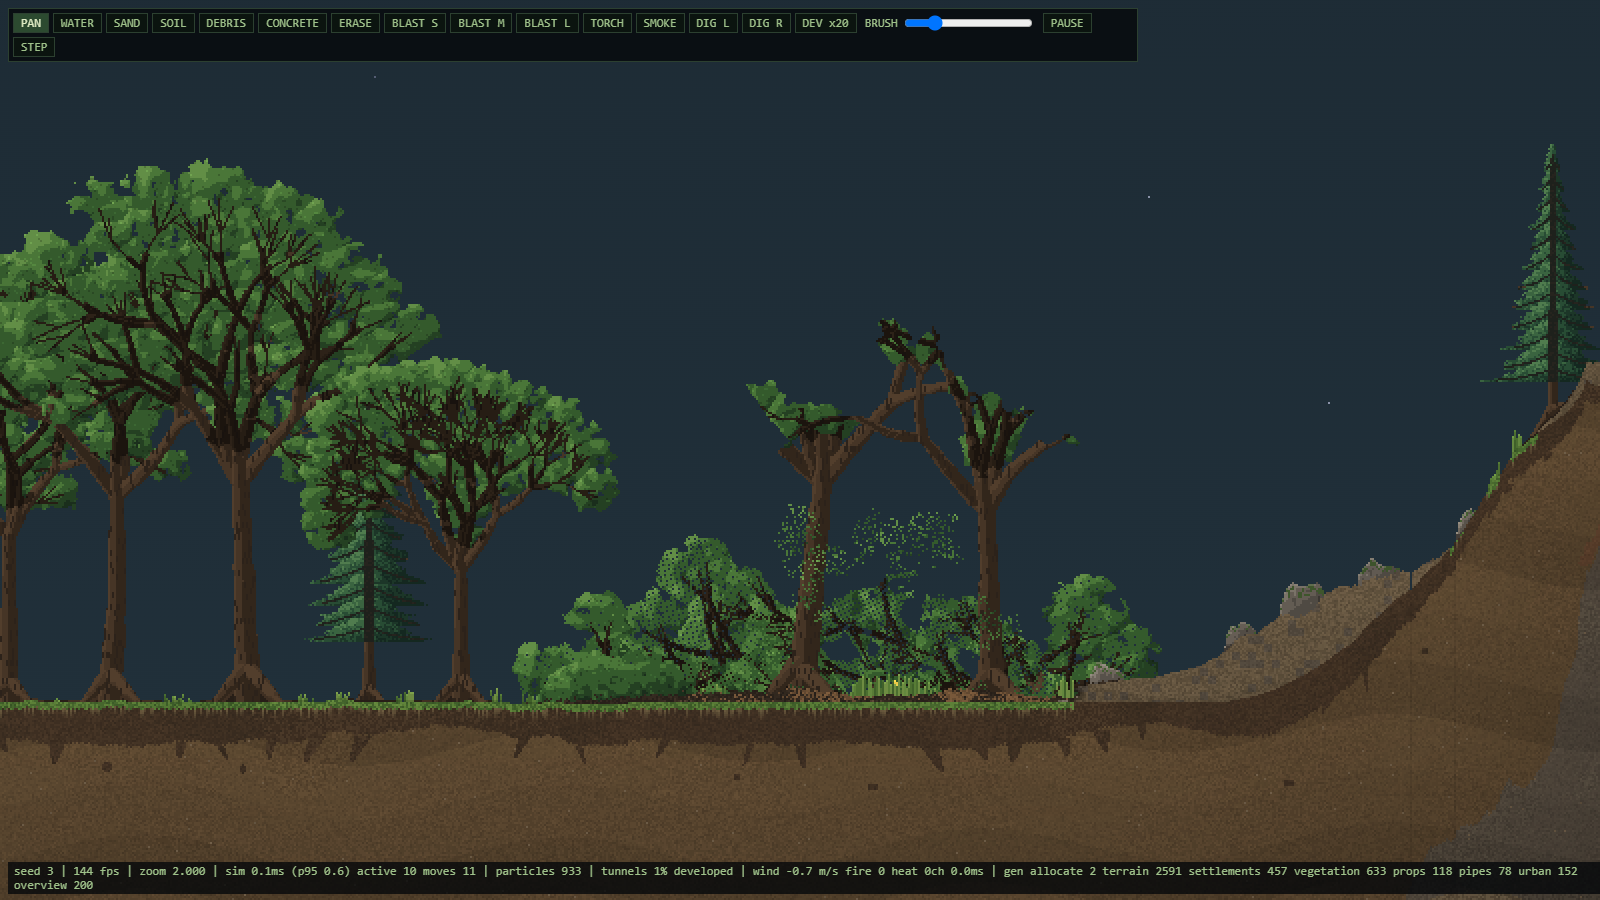 PAN WATER SAND SOIL DEBRIS CONCRETE ERASE BLAST S BLAST M BLAST L TORCH SMOKE DIG L DIG R DEV x20 BRUSH PAUSE
STEP
seed 3 | 144 fps | zoom 2.000 | sim 0.1ms (p95 0.6) active 10 moves 11 | particles 933 | tunnels 1% developed | wind -0.7 m/s fire 0 heat 0ch 0.0ms | gen allocate 2 terrain 2591 settlements 457 vegetation 633 props 118 pipes 78 urban 152
overview 200